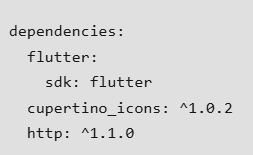 dependencies:
  flutter:
    sdk: flutter
  cupertino_icons: ^1.0.2
  http: ^1.1.0